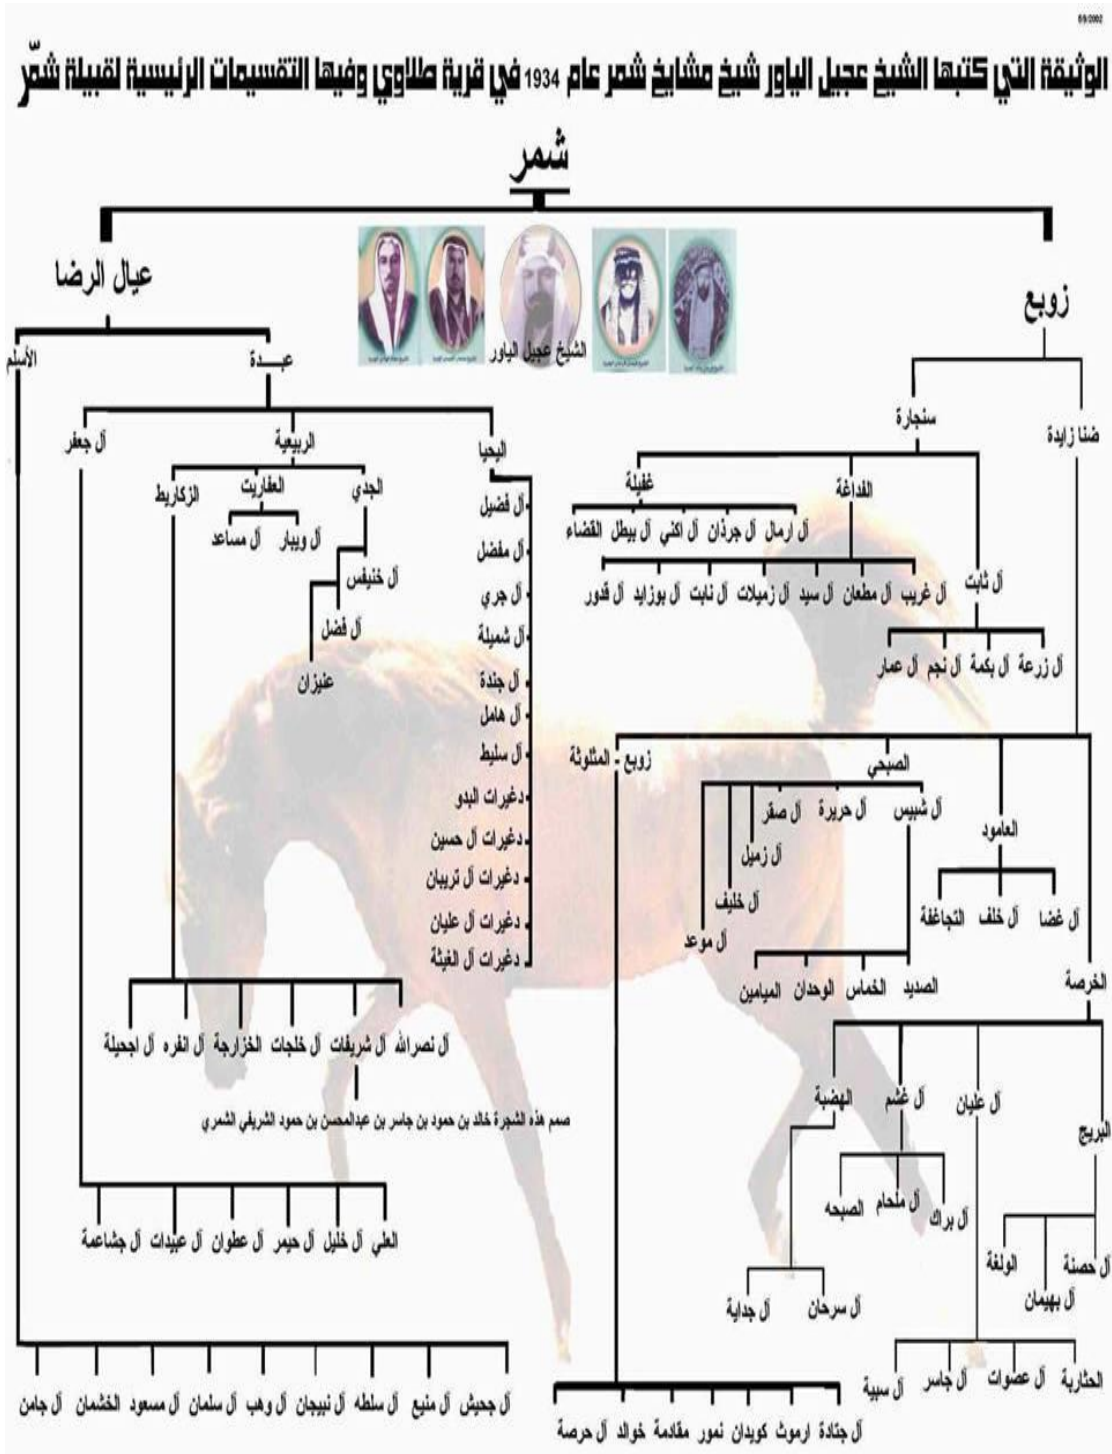 5/9/2002
الوثيقة التي كتبها الشيخ عجيل الياور شيخ مشايخ شمر عام 1934 في قرية طلاوي وفيها التقسيمات الرئيسية لقبيلة شمّر
شمر
زوبع
عيال الرضا
الشيخ عجيل الياور
سنجارة
ضنا زايدة
عبـــدة
الأسلم
غفيلة
الفداغة
آل ثابت
آل ارمال
آل جرذان
آل اكني
آل بيطل
القضاء
آل غريب
آل مطعان
آل سيد
آل زميلات
آل نابت
آل بوزايد
آل قدور
آل زرعة
آل بكمة
آل نجم
آل عمار
اليحيا
الربيعية
آل جعفر
الجدي
العفاريت
الزكاريط
آل ويبار
آل مساعد
آل خنيفس
آل فضل
عنيزان
آل فضيل
آل مفضل
آل جري
آل شميلة
آل جندة
آل هامل
آل سليط
دغيرات البدو
دغيرات آل حسين
دغيرات آل تريبان
دغيرات آل عليان
دغيرات آل الغيثة
زوبع - المثلوثة
الصبحي
العامود
الخرصة
آل شبيس
آل حريرة
آل صقر
آل زميل
آل خليف
آل موعد
آل غضا
آل خلف
التجاغفة
الصديد
الخماس
الوحدان
الميامين
البريج
آل عليان
آل غشم
الهضبة
آل براك
آل ملحام
الصبحه
آل حصنة
آل بهيمان
الولغة
آل سرحان
آل جداية
الحثاربة
آل عضوات
آل جاسر
آل سبية
آل نصرالله
آل شريفات
آل خلجات
الخزارجة
آل انفره
آل اجحيلة
صمم هذه الشجرة خالد بن حمود بن جاسر بن عبدالمحسن بن حمود الشريفي الشمري
العلي
آل خليل
آل حيمر
آل عطوان
آل عبيدات
آل جشاعمة
آل جحيش
آل منيع
آل سلطه
آل نبيجان
آل وهب
آل سلمان
آل مسعود
الخشمان
آل جامن
آل جتادة
ارموث
كويدان
نمور
مقادمة
خوالد
آل حرصة